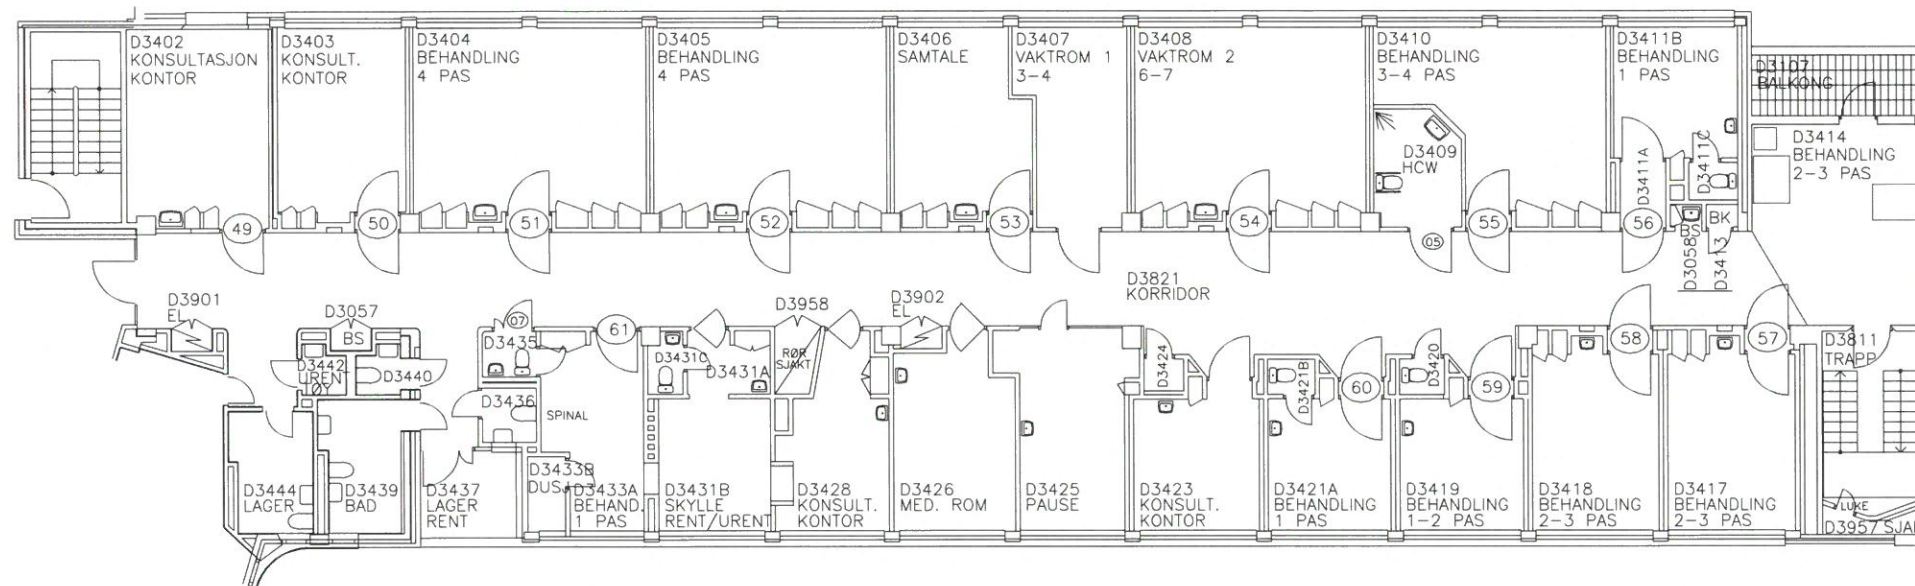 D3402
KONSULTASJON
KONTOR
D3403
KONSULT.
KONTOR
D3404
BEHANDLING
4 PAS
D3405
BEHANDLING
4 PAS
D3406
SAMTALE
D3407
VAKTROM 1
3-4
D3408
VAKTROM 2
6-7
D3410
BEHANDLING
3-4 PAS
D3411B
BEHANDLING
1 PAS
D3107
BALKONG
D3409
HCW
D3411A
D3411C
D3414
BEHANDLING
2-3 PAS
49
50
51
52
53
54
05
55
56
BS
BK
D3058
D3413
D3821
KORRIDOR
D3901
EL
D3057
BS
07
61
D3958
D3902
EL
58
57
D3442
URENT
TØY
D3440
D3435
D3431C
D3431A
RØR
SJAKT
D3424
D3421B
60
D3420
59
D3811
TRAPP
D3436
SPINAL
D3444
LAGER
D3439
BAD
D3437
LAGER
RENT
D3433B
DUSJ
D3433A
BEHAND.
1 PAS
D3431B
SKYLLE
RENT/URENT
D3428
KONSULT.
KONTOR
D3426
MED. ROM
D3425
PAUSE
D3423
KONSULT.
KONTOR
D3421A
BEHANDLING
1 PAS
D3419
BEHANDLING
1-2 PAS
D3418
BEHANDLING
2-3 PAS
D3417
BEHANDLING
2-3 PAS
LUKE
D3957 SJA